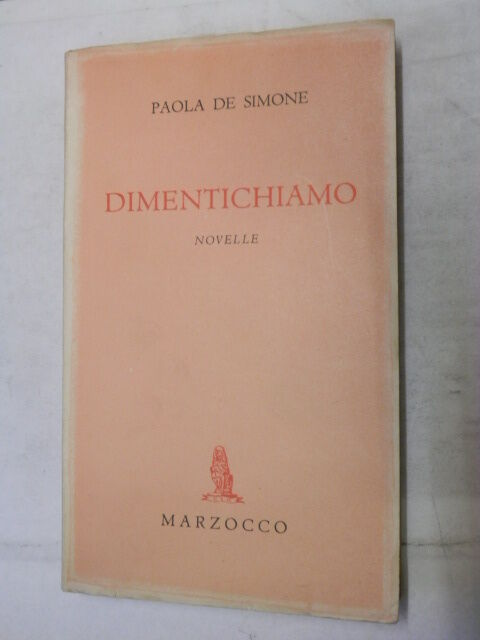 PAOLA DE SIMONE
DIMENTICHIAMO
NOVELLE
MARZOCCO